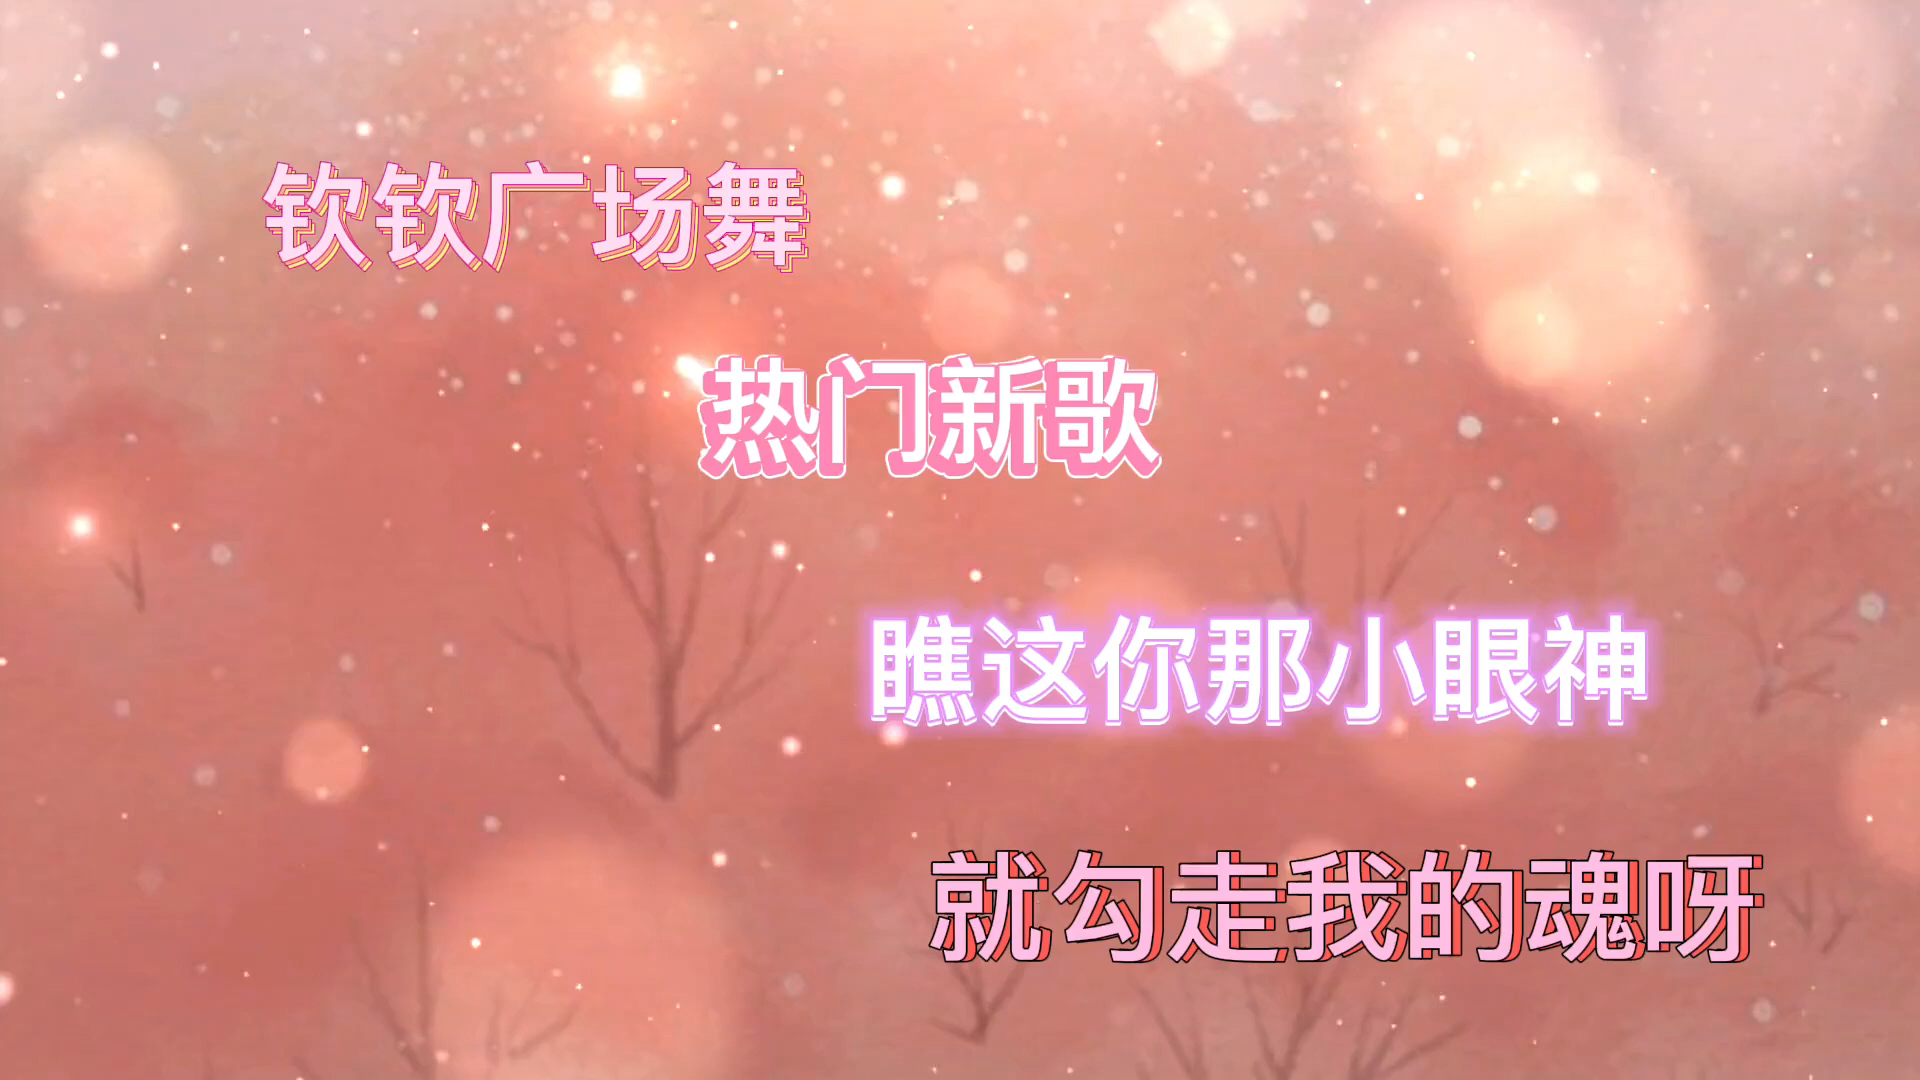 钦钦广场舞
热门新歌
瞧这你那小眼神
就勾走我的魂呀